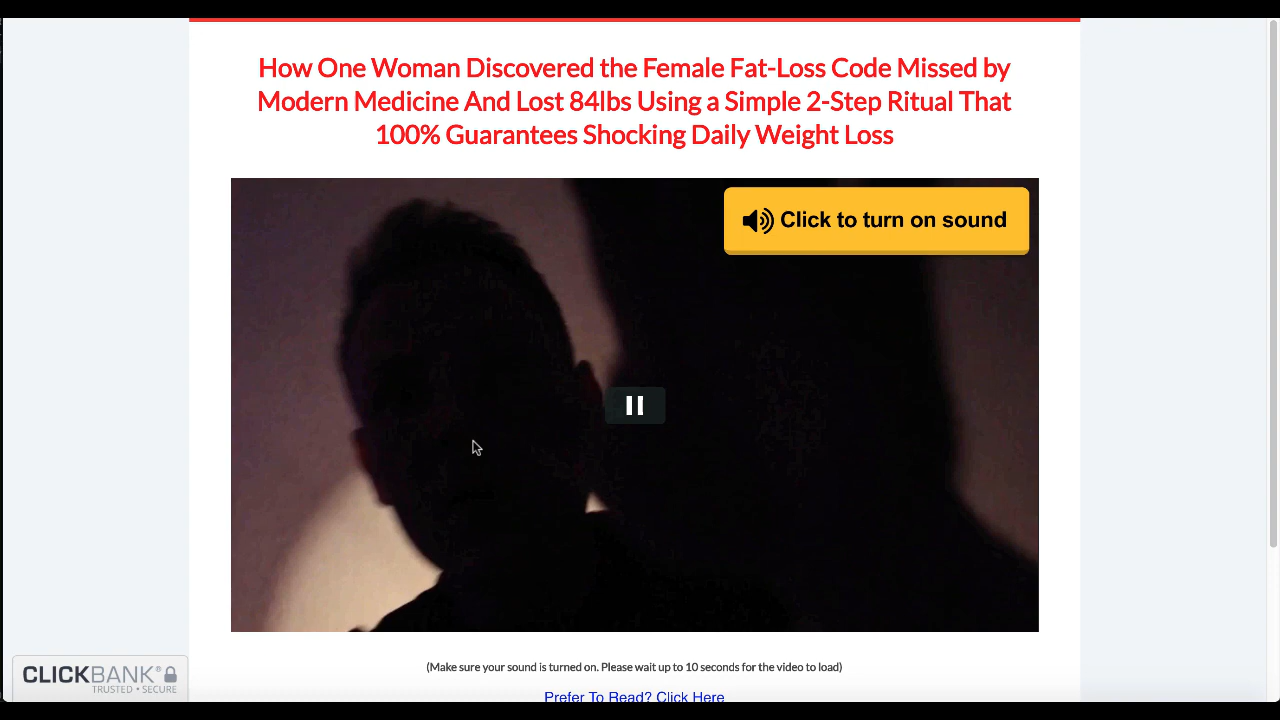 How One Woman Discovered the Female Fat-Loss Code Missed by
Modern Medicine And Lost 84lbs Using a Simple 2-Step Ritual That
100% Guarantees Shocking Daily Weight Loss
Click to turn on sound
(Make sure your sound is turned on. Please wait up to 10 seconds for the video to load)
CLICKBANK®
TRUSTED • SECURE
Prefer To Read? Click Here